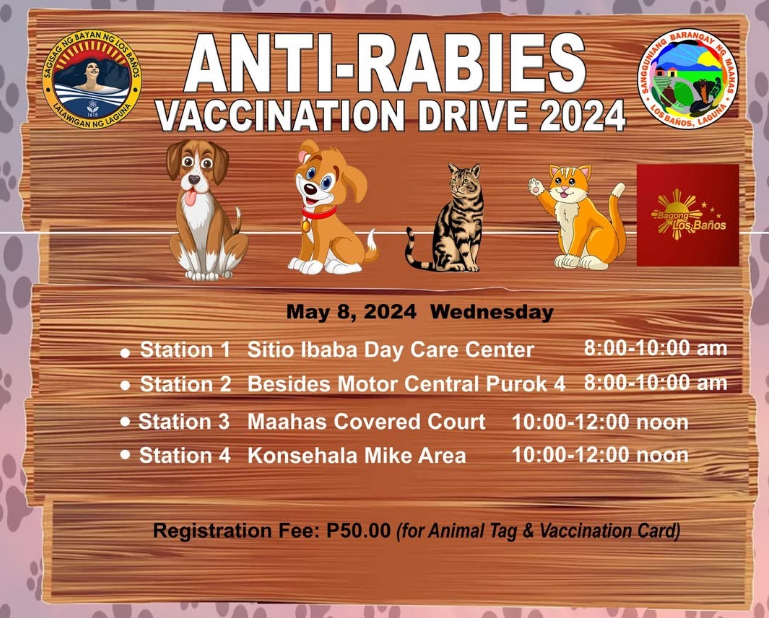 SAGISAG NG BAYAN NG LOS BAÑOS
LALAWIGAN NG LAGUNA
1615
ANTI-RABIES
VACCINATION DRIVE 2024
SANGGUNIANG BARANGAY NG MAAHAS
LOS BAÑOS, LAGUNA
Bagong
Los Baños
May 8, 2024 Wednesday
• Station 1 Sitio Ibaba Day Care Center 8:00-10:00 am
• Station 2 Besides Motor Central Purok 4 8:00-10:00 am
• Station 3 Maahas Covered Court 10:00-12:00 noon
• Station 4 Konsehala Mike Area 10:00-12:00 noon
Registration Fee: P50.00 (for Animal Tag & Vaccination Card)